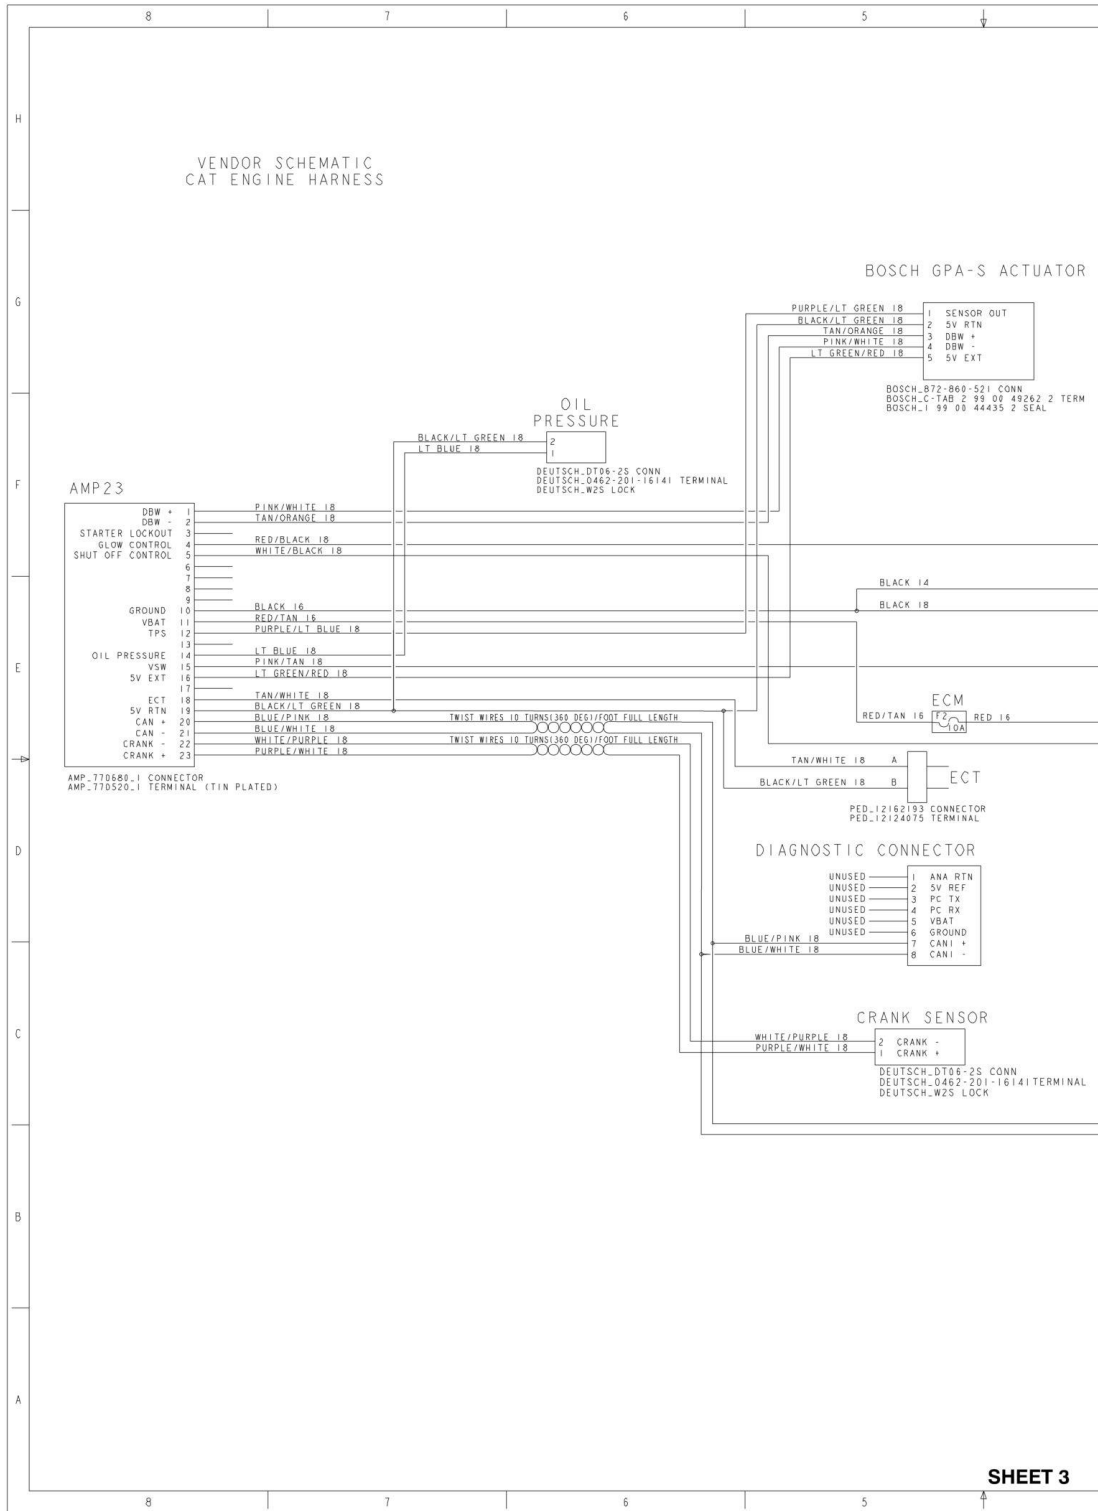 8 7 6 5
H
VENDOR SCHEMATIC
CAT ENGINE HARNESS
G
BOSCH GPA-S ACTUATOR
PURPLE/LT GREEN 18 1 SENSOR OUT
BLACK/LT GREEN 18 2 5V RTN
TAN/ORANGE 18 3 DBW +
PINK/WHITE 18 4 DBW -
LT GREEN/RED 18 5 5V EXT
BOSCH_872-860-521 CONN
BOSCH_C-TAB 2 99 00 49262 2 TERM
BOSCH_1 99 00 44435 2 SEAL
OIL
PRESSURE
BLACK/LT GREEN 18 2
LT BLUE 18 1
DEUTSCH_DT06-2S CONN
DEUTSCH_0462-201-16141 TERMINAL
DEUTSCH_W2S LOCK
F
AMP23
DBW + 1 PINK/WHITE 18
DBW - 2 TAN/ORANGE 18
STARTER LOCKOUT 3
GLOW CONTROL 4 RED/BLACK 18
SHUT OFF CONTROL 5 WHITE/BLACK 18
6
7
8
9
GROUND 10 BLACK 16
VBAT 11 RED/TAN 16
TPS 12 PURPLE/LT BLUE 18
13
OIL PRESSURE 14 LT BLUE 18
VSW 15 PINK/TAN 18
5V EXT 16 LT GREEN/RED 18
17
ECT 18 TAN/WHITE 18
5V RTN 19 BLACK/LT GREEN 18
CAN + 20 BLUE/PINK 18 TWIST WIRES 10 TURNS(360 DEG)/FOOT FULL LENGTH
CAN - 21 BLUE/WHITE 18
CRANK - 22 WHITE/PURPLE 18 TWIST WIRES 10 TURNS(360 DEG)/FOOT FULL LENGTH
CRANK + 23 PURPLE/WHITE 18
AMP_770680_1 CONNECTOR
AMP_770520_1 TERMINAL (TIN PLATED)
BLACK 14
BLACK 18
E
ECM
RED/TAN 16 F2 RED 16
10A
TAN/WHITE 18 A
ECT
BLACK/LT GREEN 18 B
PED_12162193 CONNECTOR
PED_12124075 TERMINAL
D
DIAGNOSTIC CONNECTOR
UNUSED 1 ANA RTN
UNUSED 2 5V REF
UNUSED 3 PC TX
UNUSED 4 PC RX
UNUSED 5 VBAT
UNUSED 6 GROUND
BLUE/PINK 18 7 CAN1 +
BLUE/WHITE 18 8 CAN1 -
C
CRANK SENSOR
WHITE/PURPLE 18 2 CRANK -
PURPLE/WHITE 18 1 CRANK +
DEUTSCH_DT06-2S CONN
DEUTSCH_0462-201-16141TERMINAL
DEUTSCH_W2S LOCK
B
A
SHEET 3
8 7 6 5